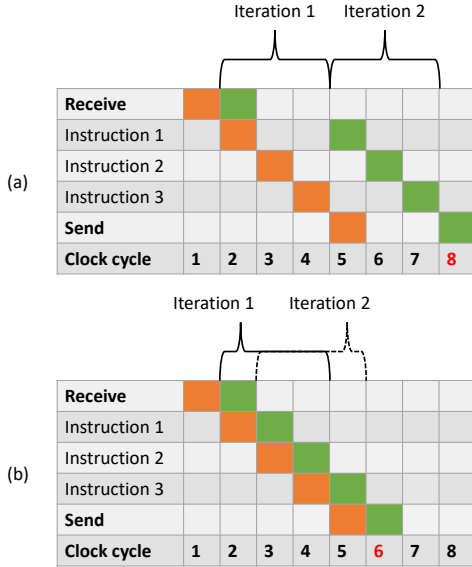 Iteration 1 Iteration 2
Receive
Instruction 1
Instruction 2
(a)
Instruction 3
Send
Clock cycle 1 2 3 4 5 6 7 8
Iteration 1 Iteration 2
Receive
Instruction 1
Instruction 2
(b)
Instruction 3
Send
Clock cycle 1 2 3 4 5 6 7 8